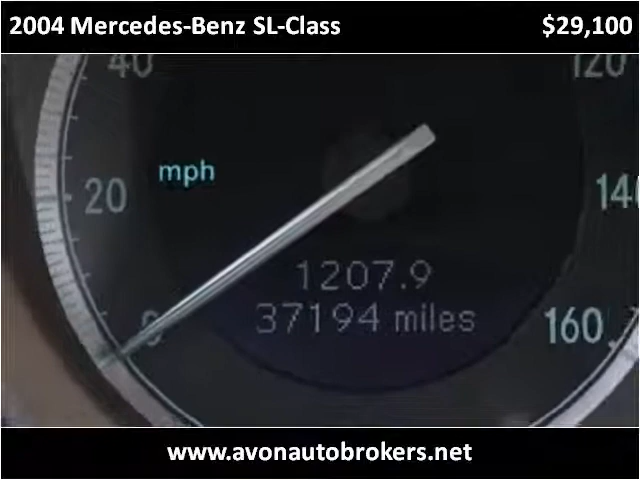 2004 Mercedes-Benz SL-Class $29,100
40 120
mph
20
1207.9
0 37194 miles 160
www.avonautobrokers.net